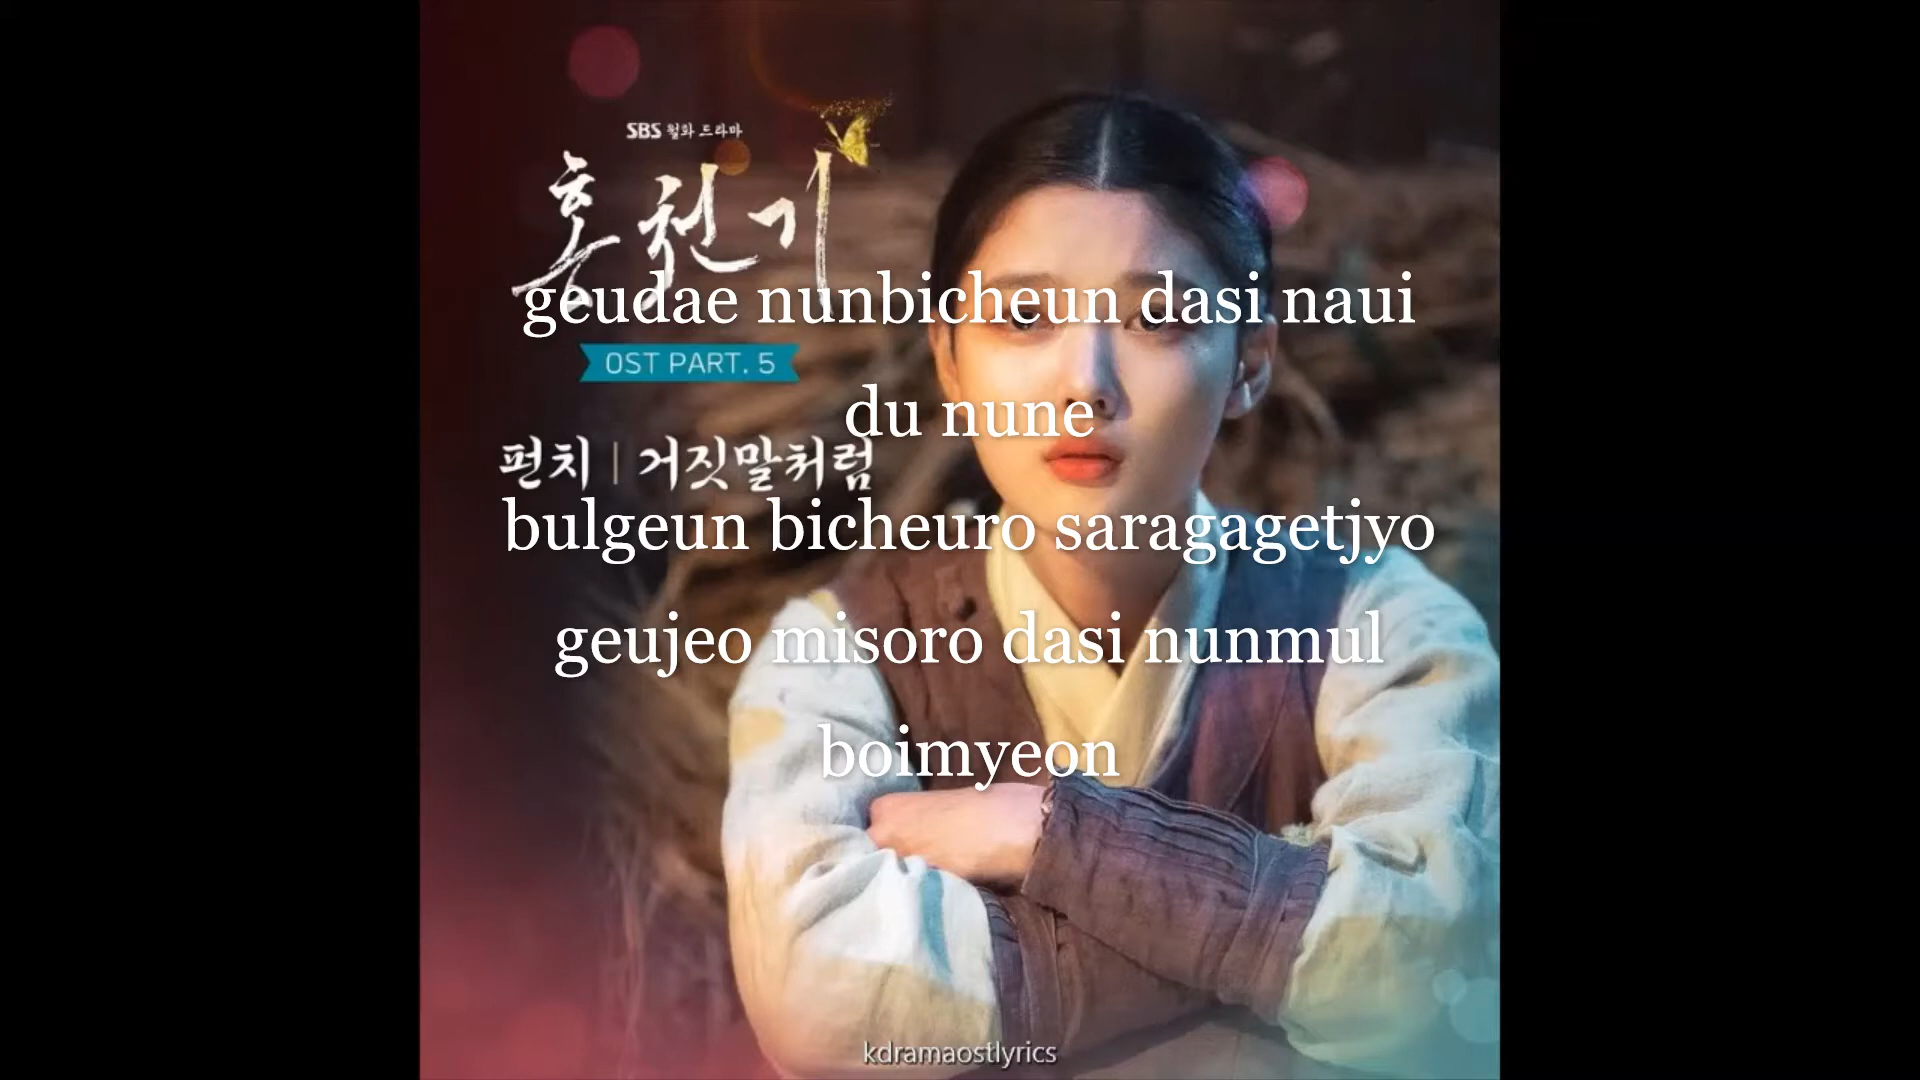 SBS 월화 드라마
홍천기
geudae nunbicheun dasi naui
OST PART. 5
du nune
펀치 | 거짓말처럼
bulgeun bicheuro saragagetjyo
geujeo misoro dasi nunmul
boimyeon
kdramaostlyrics